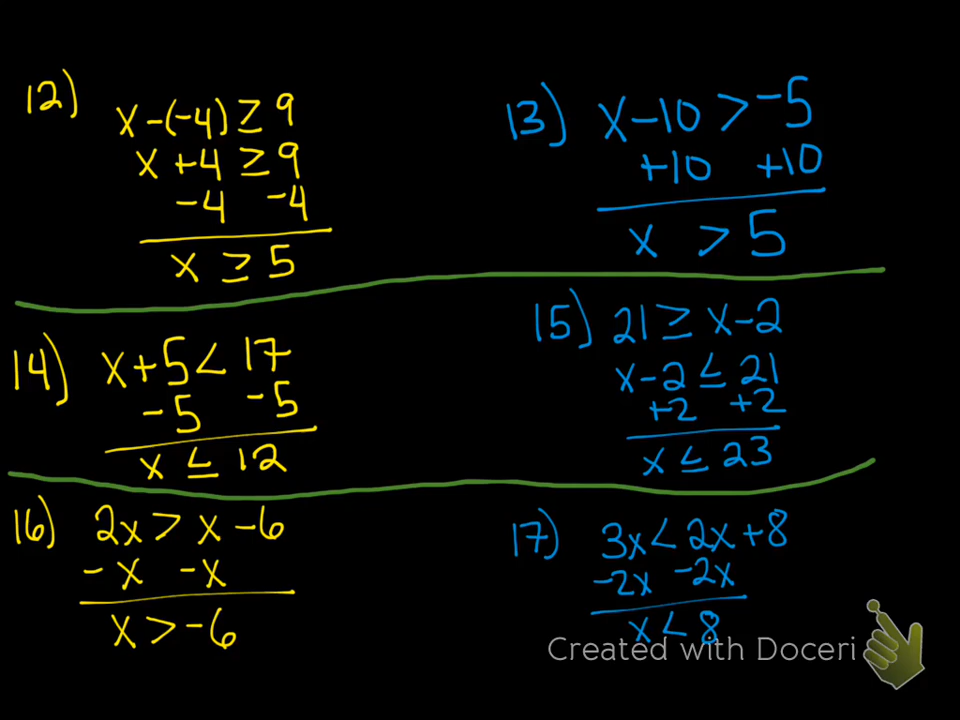 12) x-(-4) ≥ 9
x +4 ≥ 9
-4 -4
x ≥ 5
13) x-10 > -5
+10 +10
x > 5
14) x+5 < 17
-5 -5
x ≤ 12
15) 21 ≥ x-2
x-2 ≤ 21
+2 +2
x ≤ 23
16) 2x > x -6
-x -x
x > -6
17) 3x < 2x +8
-2x -2x
x < 8
Created with Doceri